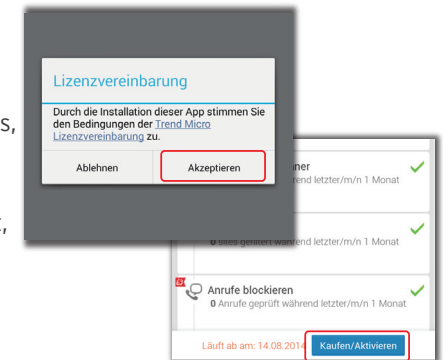 Lizenzvereinbarung
Durch die Installation dieser App stimmen Sie
den Bedingungen der Trend Micro
Lizenzvereinbarung zu.
Ablehnen
Akzeptieren
s,
ner
rend letzter/m/n 1 Monat
t,
0 sites gefiltert während letzter/m/n 1 Monat
Anrufe blockieren
0 Anrufe geprüft während letzter/m/n 1 Monat
Läuft ab am: 14.08.2014
Kaufen/Aktivieren